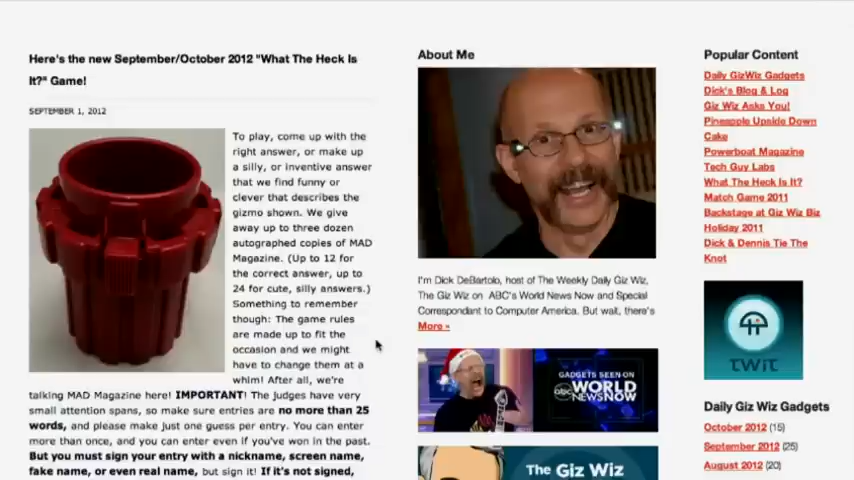 Here's the new September/October 2012 "What The Heck Is
It?" Game!
SEPTEMBER 1, 2012
To play, come up with the
right answer, or make up
a silly, or inventive answer
that we find funny or
clever that describes the
gizmo shown. We give
away up to three dozen
autographed copies of MAD
Magazine. (Up to 12 for
the correct answer, up to
24 for cute, silly answers.)
Something to remember
though: The game rules
are made up to fit the
occasion and we might
have to change them at a
whim! After all, we're
talking MAD Magazine here! IMPORTANT! The judges have very
small attention spans, so make sure entries are no more than 25
words, and please make just one guess per entry. You can enter
more than once, and you can enter even if you've won in the past.
But you must sign your entry with a nickname, screen name,
fake name, or even real name, but sign it! If it's not signed,
About Me
I'm Dick DeBartolo, host of The Weekly Daily Giz Wiz,
The Giz Wiz on ABC's World News Now and Special
Correspondant to Computer America. But wait, there's
More »
GADGETS SEEN ON
abc WORLD
NEWS NOW
The Giz Wiz
Popular Content
Daily GizWiz Gadgets
Dick's Blog & Log
Giz Wiz Asks You!
Pineapple Upside Down
Cake
Powerboat Magazine
Tech Guy Labs
What The Heck Is It?
Match Game 2011
Backstage at Giz Wiz Biz
Holiday 2011
Dick & Dennis Tie The
Knot
TWiT
Daily Giz Wiz Gadgets
October 2012 (15)
September 2012 (25)
August 2012 (20)